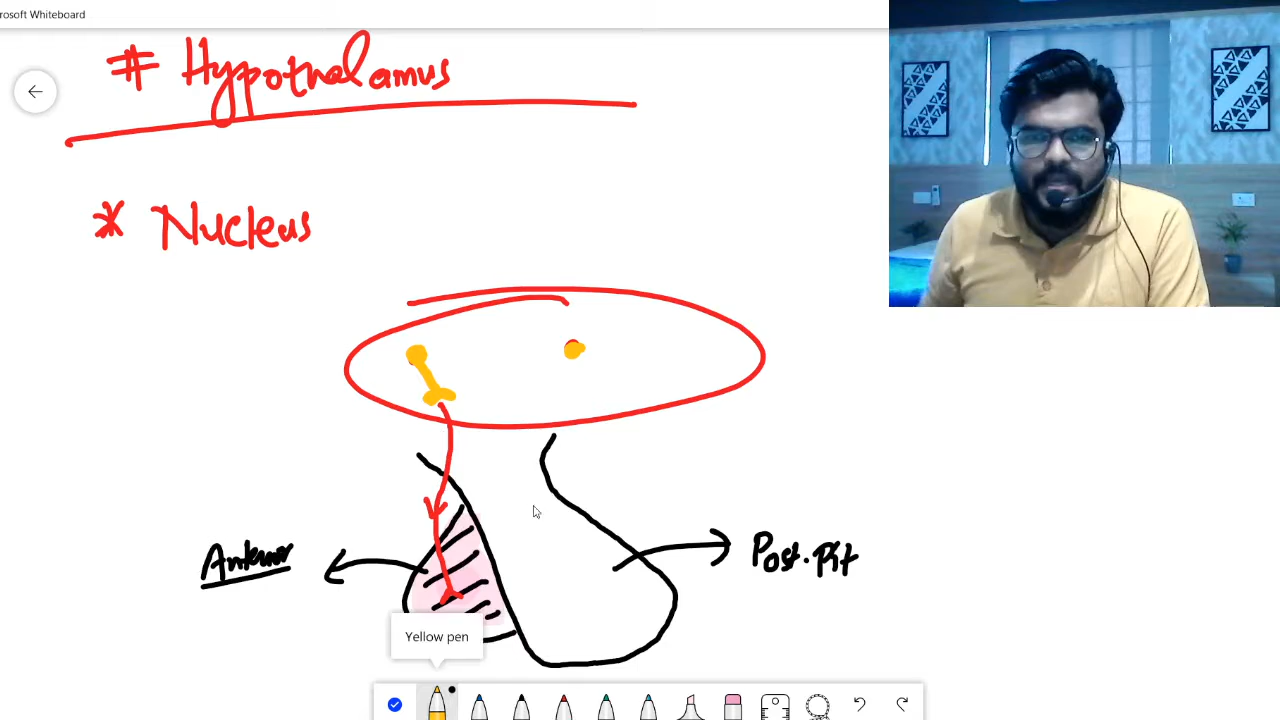 rosoft Whiteboard
# Hypothalamus
* Nucleus
Anterior
Post. Pit
Yellow pen